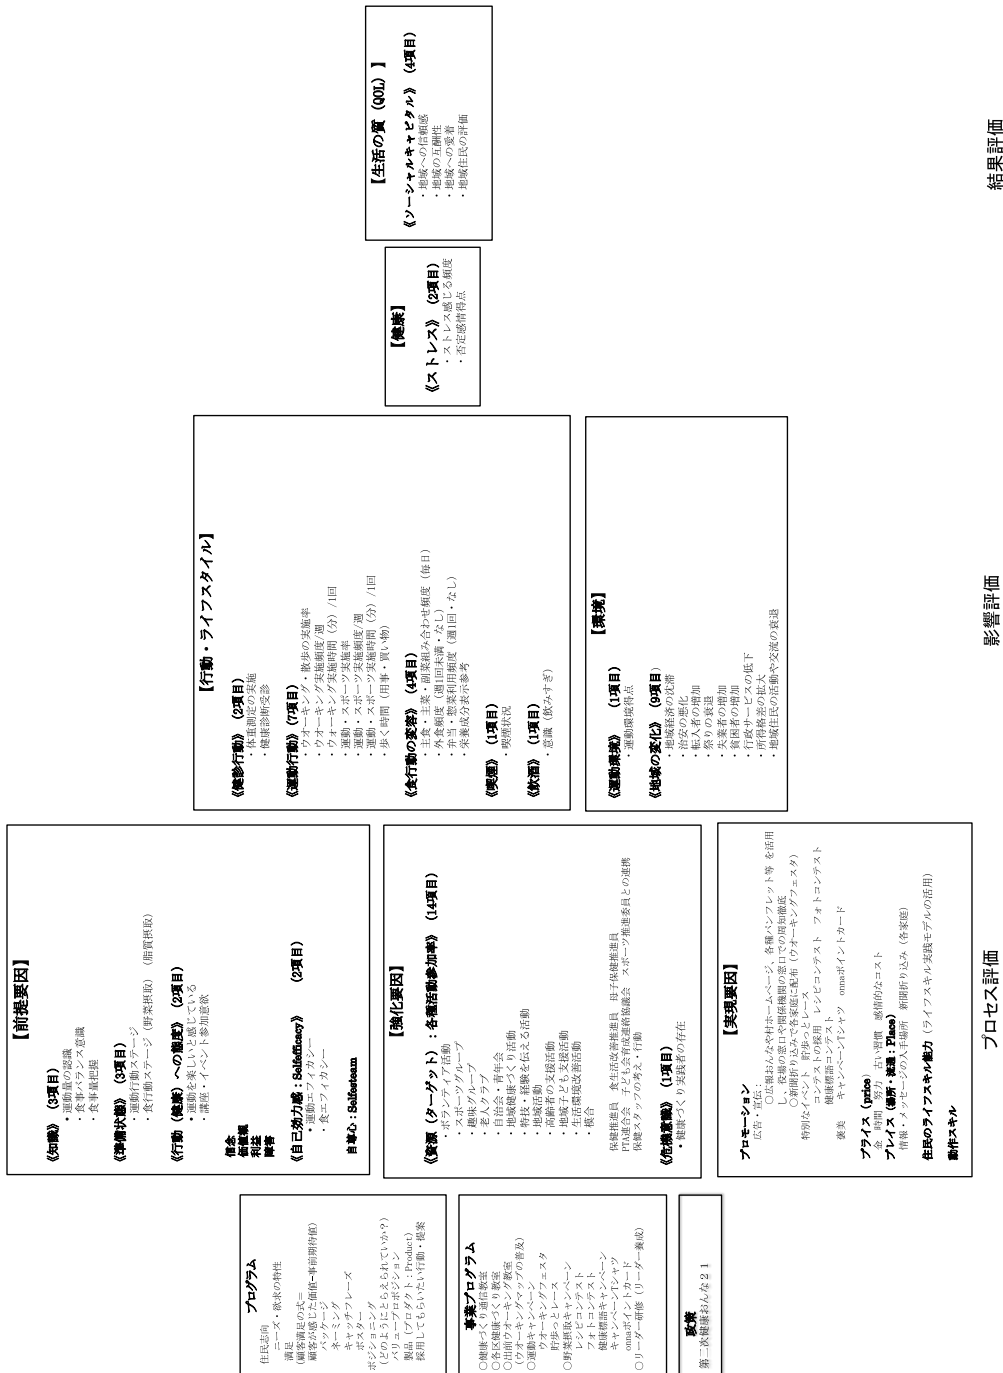 プログラム
住民志向
ニーズ・欲求の特性
満足
(顧客満足の式＝
顧客が感じた価値-事前期待値)
パッケージ
ネーミング
キャッチフレーズ
ポスター
ポジショニング
(どのようにとらえられていか？)
バリュープロポジション
製品（プロダクト：Product）
採用してもらいたい行動・提案
事業プログラム
○健康づくり通信教室
○各区健康づくり教室
○出前ウオーキング教室
（ウオーキングマップの普及）
○運動キャンペーン
ウオーキングフェスタ
貯歩っとレース
○野菜摂取キャンペーン
レシピコンテスト
フォトコンテスト
健康標語キャンペーン
キャンペーンTシャツ
onnaポイントカード
○リーダー研修（リーダー養成）
政策
第二次健康おんな２１
【前提要因】
《知識》（3項目）
・運動量の認識
・食事バランス意識
・食事量把握
《準備状態》（3項目）
・運動行動ステージ
・食行動ステージ（野菜摂取）（脂質摂取）
《行動（健康）への態度》（2項目）
・運動を楽しいと感じている
・講座・イベント参加意欲
信念
価値観
利益
障害
《自己効力感：Selfefficacy》　（2項目）
・運動エフィカシー
・食エフィカシー
自尊心：Selfesteam
【強化要因】
《資源（ターゲット）：各種活動参加率》（14項目）
・ボランティア活動
・スポーツグループ
・趣味グループ
・老人クラブ
・自治会・青年会
・地域健康づくり活動
・特技・経験を伝える活動
・地域活動
・高齢者の支援活動
・地域子ども支援活動
・生活環境改善活動
・模合
保健推進員　食生活改善推進員　母子保健推進員
PTA連合会　子ども会育成連絡協議会　スポーツ推進委員との連携
保健スタッフの考え・行動
《危機意識》（1項目）
・健康づくり実践者の存在
【実現要因】
プロモーション
広告・宣伝：
○広報おんなや村ホームページ、各種パンフレット等 を活用
し、役場の窓口や関係機関の窓口での周知徹底
○新聞折り込みで各家庭に配布（ウオーキングフェスタ）
特別なイベント　貯歩っとレース
コンテストの採用　レシピコンテスト　フォトコンテスト
健康標語コンテスト
キャンペーンTシャツ　onnaポイントカード
褒美
プライス（price）
金　時間　努力　古い習慣　感情的なコスト
プレイス（場所・流通：Place）
情報・メッセージの入手場所　新聞折り込み（各家庭）
住民のライフスキル能力（ライフスキル実践モデルの活用）
動作スキル
【行動・ライフスタイル】
《健診行動》（2項目）
・体重測定の実施
・健康診断受診
《運動行動》（7項目）
・ウオーキング・散歩の実施率
・ウオーキング実施頻度/週
・ウオーキング実施時間（分）/1回
・運動・スポーツ実施率
・運動・スポーツ実施頻度/週
・運動・スポーツ実施時間（分）/1回
・歩く時間（用事・買い物）
《食行動の変容》（4項目）
・主食・主菜・副菜組み合わせ頻度（毎日）
・外食頻度（週1回未満・なし）
・弁当・惣菜利用頻度（週1回・なし）
・栄養成分表示参考
《喫煙》（1項目）
・喫煙状況
《飲酒》（1項目）
・意識（飲みすぎ）
【環境】
《運動環境》　（1項目）
・運動環境得点
《地域の変化》（9項目）
・地域経済の沈滞
・治安の悪化
・転入者の増加
・祭りの衰退
・失業者の増加
・貧困者の増加
・行政サービスの低下
・所得格差の拡大
・地域住民の活動や交流の衰退
【健康】
《ストレス》（2項目）
・ストレス感じる頻度
・否定感情得点
【生活の質（QOL）】
《ソーシャルキャピタル》（4項目）
・地域への信頼感
・地域の互酬性
・地域への愛着
・地域住民の評価
プロセス評価
影響評価
結果評価